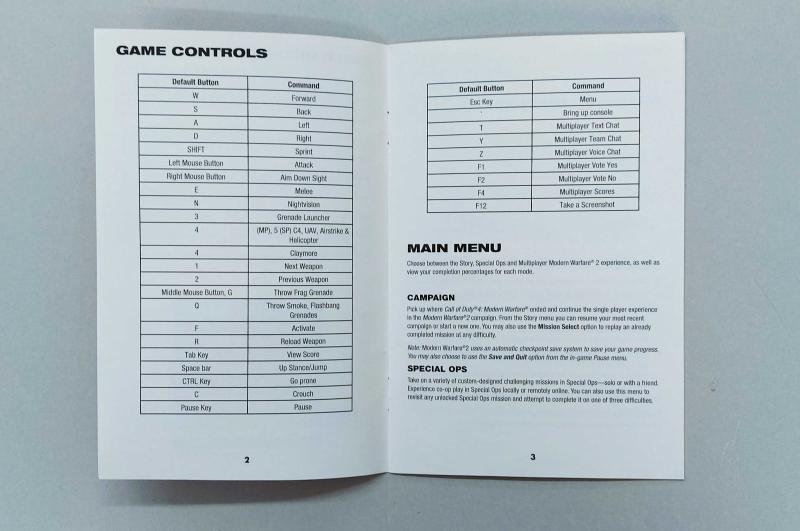 GAME CONTROLS
Default Button Command
W Forward
S Back
A Left
D Right
SHIFT Sprint
Left Mouse Button Attack
Right Mouse Button Aim Down Sight
E Melee
N Nightvision
3 Grenade Launcher
4 (MP), 5 (SP) C4, UAV, Airstrike &
Helicopter
4 Claymore
1 Next Weapon
2 Previous Weapon
Middle Mouse Button, G Throw Frag Grenade
Q Throw Smoke, Flashbang
Grenades
F Activate
R Reload Weapon
Tab Key View Score
Space bar Up Stance/Jump
CTRL Key Go prone
C Crouch
Pause Key Pause
2
Default Button Command
Esc Key Menu
` Bring up console
T Multiplayer Text Chat
Y Multiplayer Team Chat
Z Multiplayer Voice Chat
F1 Multiplayer Vote Yes
F2 Multiplayer Vote No
F4 Multiplayer Scores
F12 Take a Screenshot
MAIN MENU
Choose between the Story, Special Ops and Multiplayer Modern Warfare® 2 experience, as well as
view your completion percentages for each mode.
CAMPAIGN
Pick up where Call of Duty®4: Modern Warfare® ended and continue the single player experience
in the Modern Warfare®2 campaign. From the Story menu you can resume your most recent
campaign or start a new one. You may also use the Mission Select option to replay an already
completed mission at any difficulty.
Note: Modern Warfare®2 uses an automatic checkpoint save system to save your game progress.
You may also choose to use the Save and Quit option from the in-game Pause menu.
SPECIAL OPS
Take on a variety of custom-designed challenging missions in Special Ops—solo or with a friend.
Experience co-op play in Special Ops locally or remotely online. You can also use this menu to
revisit any unlocked Special Ops mission and attempt to complete it on one of three difficulties.
3